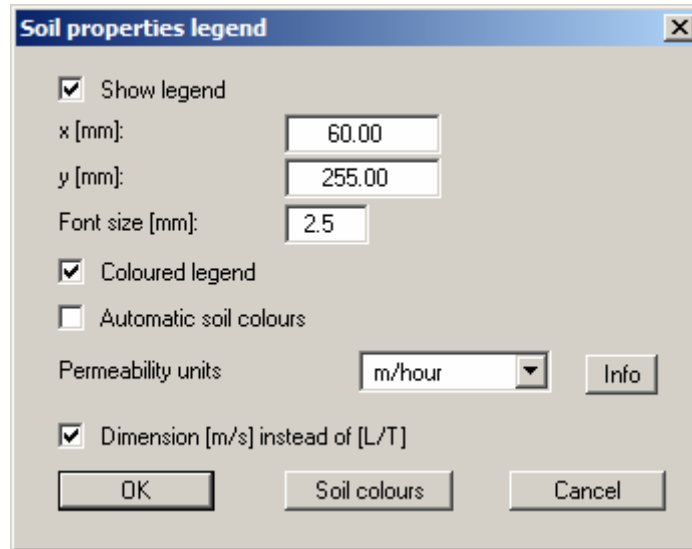 Soil properties legend
Show legend
x [mm]: 60.00
y [mm]: 255.00
Font size [mm]: 2.5
Coloured legend
Automatic soil colours
Permeability units m/hour Info
Dimension [m/s] instead of [L/T]
OK Soil colours Cancel